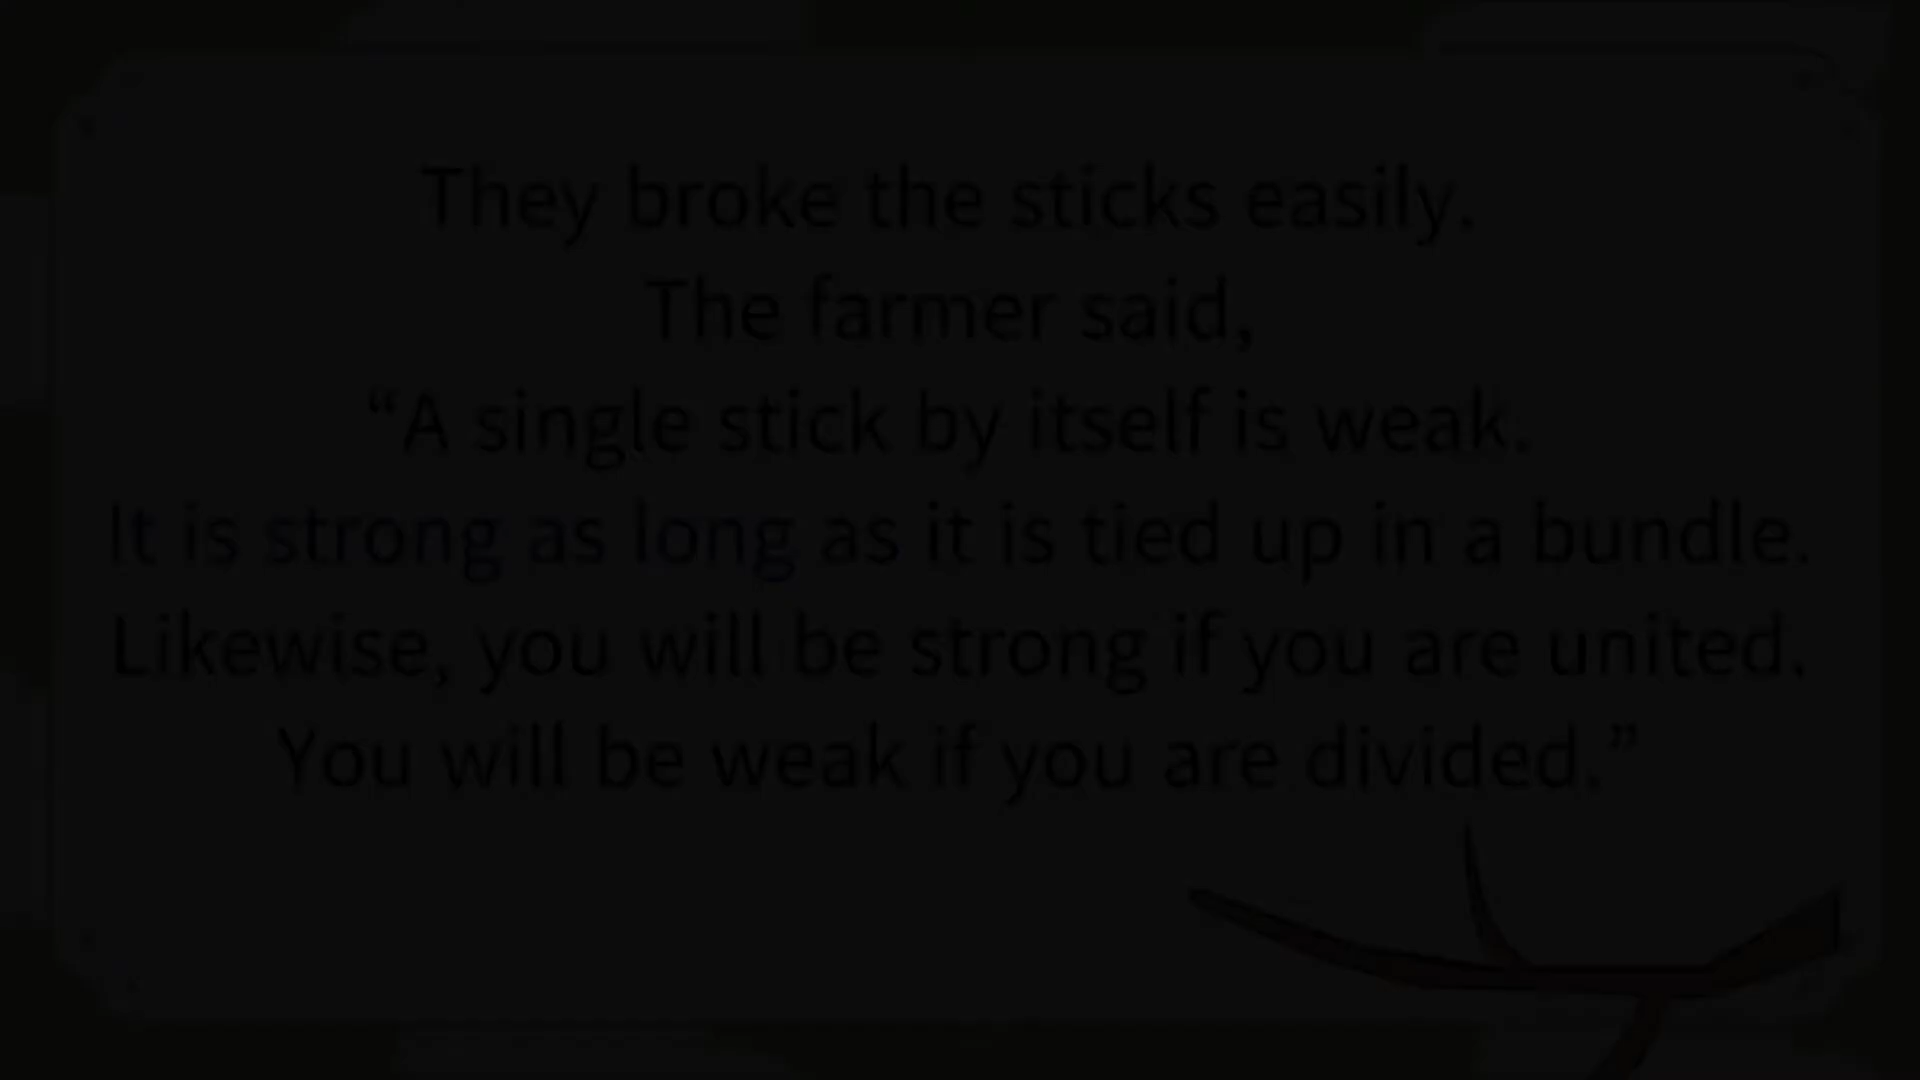 They broke the sticks easily.
The farmer said,
“A single stick by itself is weak.
It is strong as long as it is tied up in a bundle.
Likewise, you will be strong if you are united.
You will be weak if you are divided.”